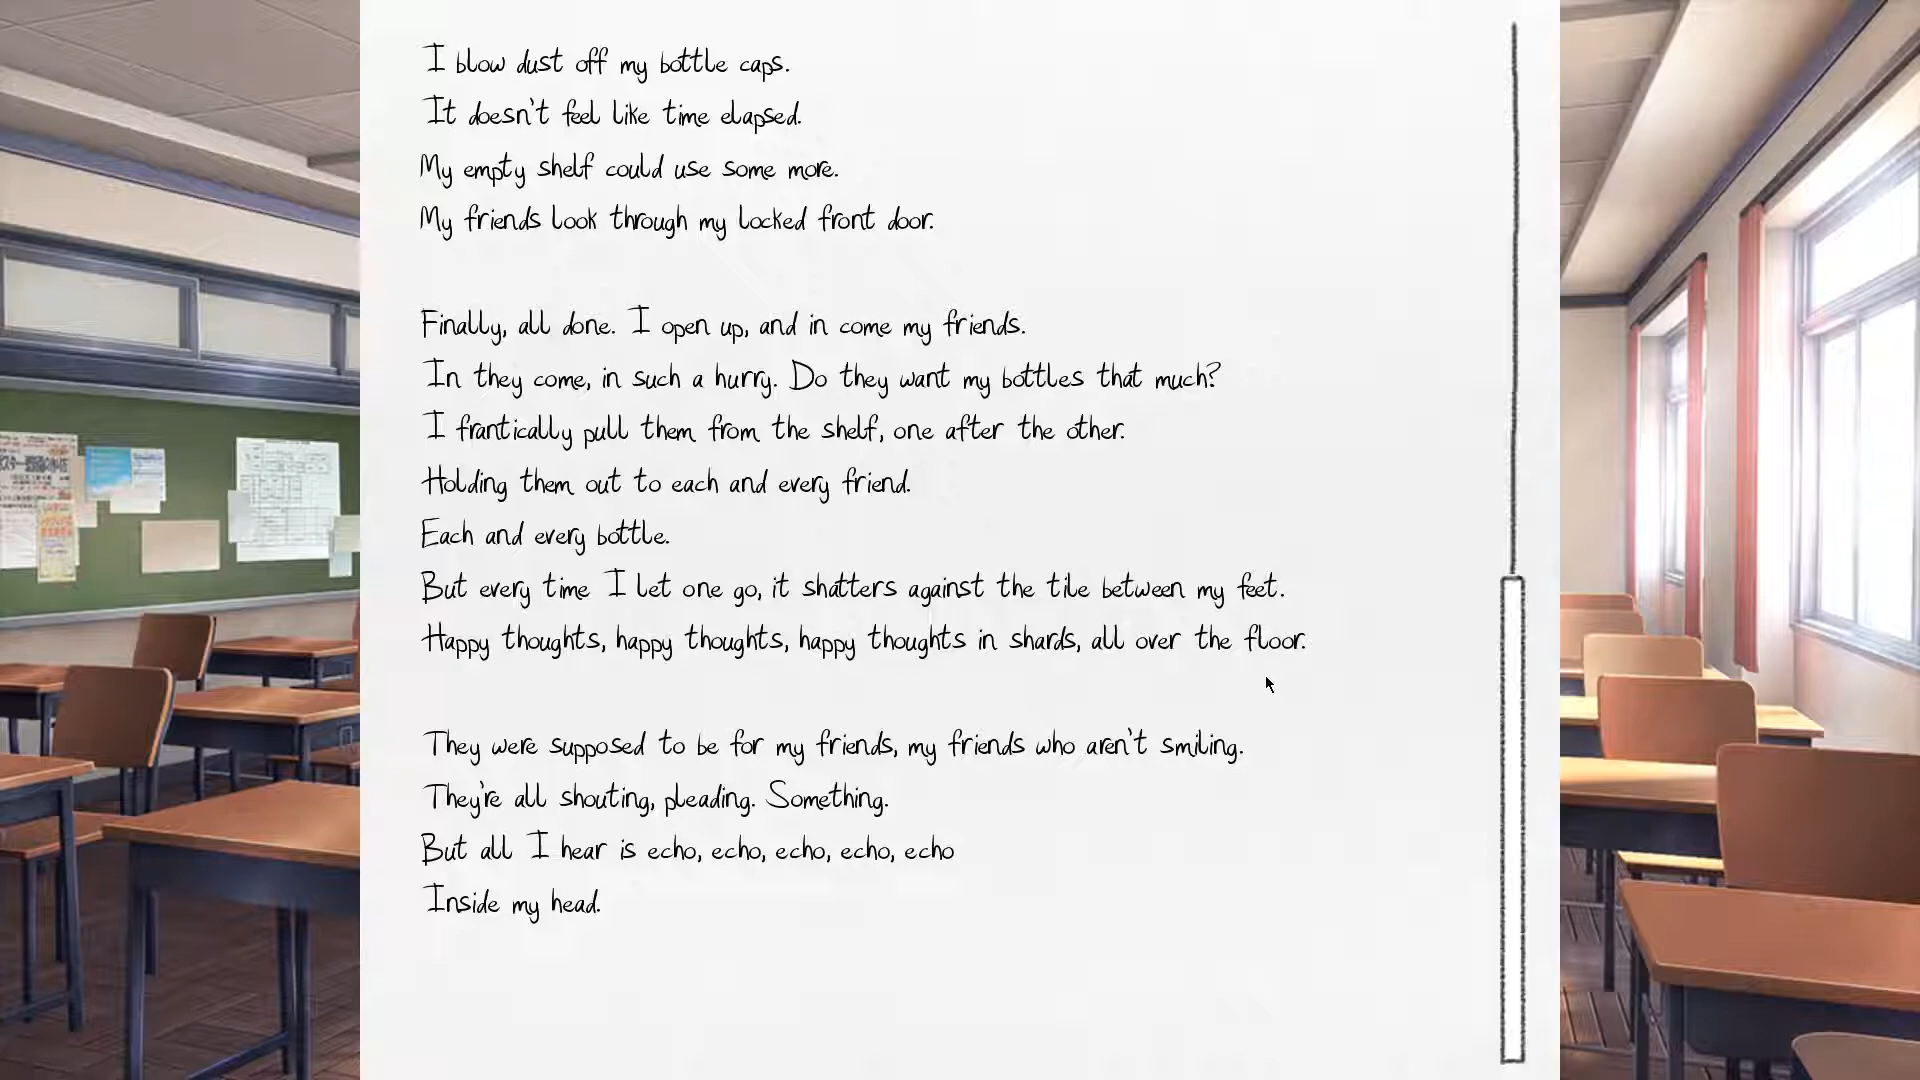 I blow dust off my bottle caps.
It doesn't feel like time elapsed.
My empty shelf could use some more.
My friends look through my locked front door.
Finally, all done. I open up, and in come my friends.
In they come, in such a hurry. Do they want my bottles that much?
I frantically pull them from the shelf, one after the other.
Holding them out to each and every friend.
Each and every bottle.
But every time I let one go, it shatters against the tile between my feet.
Happy thoughts, happy thoughts, happy thoughts in shards, all over the floor.
They were supposed to be for my friends, my friends who aren't smiling.
They're all shouting, pleading. Something.
But all I hear is echo, echo, echo, echo, echo
Inside my head.